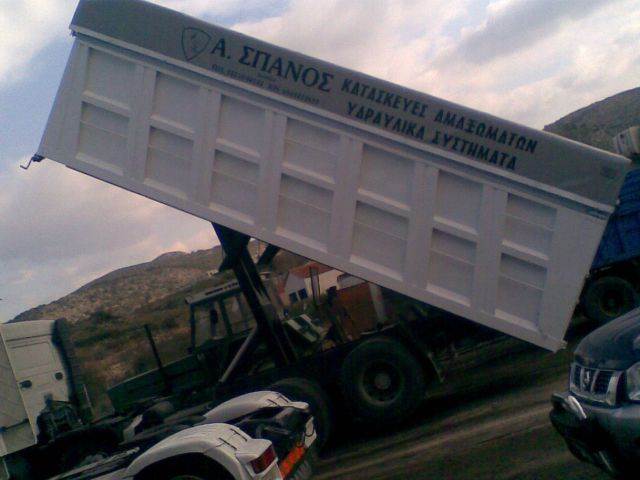 Α. ΣΠΑΝΟΣ
ΚΑΤΑΣΚΕΥΕΣ ΑΜΑΞΩΜΑΤΩΝ
ΥΔΡΑΥΛΙΚΑ ΣΥΣΤΗΜΑΤΑ